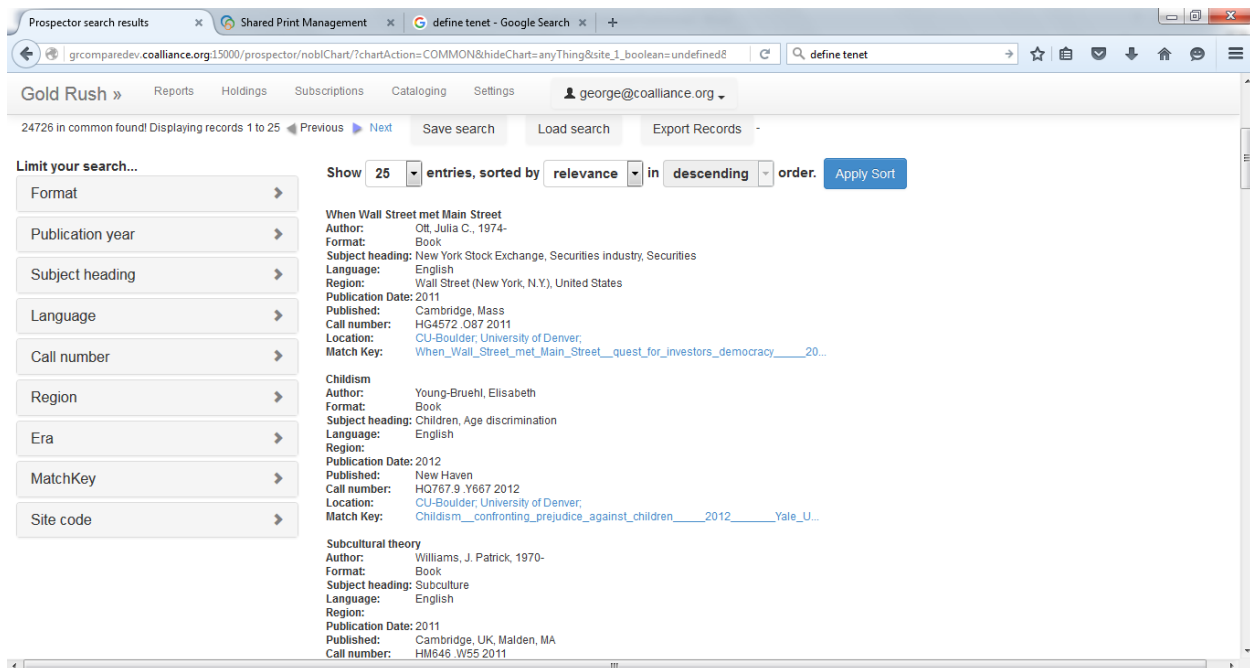 Prospector search results ×
Shared Print Management ×
G define tenet - Google Search × +
grcomparedev.coalliance.org:15000/prospector/noblChart/?chartAction=COMMON&hideChart=anyThing&site_1_boolean=undefined&
define tenet
Gold Rush » Reports Holdings Subscriptions Cataloging Settings george@coalliance.org
24726 in common found! Displaying records 1 to 25 Previous Next Save search Load search Export Records -
Limit your search...
Show 25 entries, sorted by relevance in descending order. Apply Sort
Format
Publication year
Subject heading
Language
Call number
Region
Era
MatchKey
Site code
When Wall Street met Main Street
Author: Ott, Julia C., 1974-
Format: Book
Subject heading: New York Stock Exchange, Securities industry, Securities
Language: English
Region: Wall Street (New York, N.Y.), United States
Publication Date: 2011
Published: Cambridge, Mass
Call number: HG4572 .O87 2011
Location: CU-Boulder; University of Denver;
Match Key: When_Wall_Street_met_Main_Street__quest_for_investors_democracy_____20...
Childism
Author: Young-Bruehl, Elisabeth
Format: Book
Subject heading: Children, Age discrimination
Language: English
Region:
Publication Date: 2012
Published: New Haven
Call number: HQ767.9 .Y667 2012
Location: CU-Boulder; University of Denver;
Match Key: Childism__confronting_prejudice_against_children_____2012_______Yale_U...
Subcultural theory
Author: Williams, J. Patrick, 1970-
Format: Book
Subject heading: Subculture
Language: English
Region:
Publication Date: 2011
Published: Cambridge, UK, Malden, MA
Call number: HM646 .W55 2011